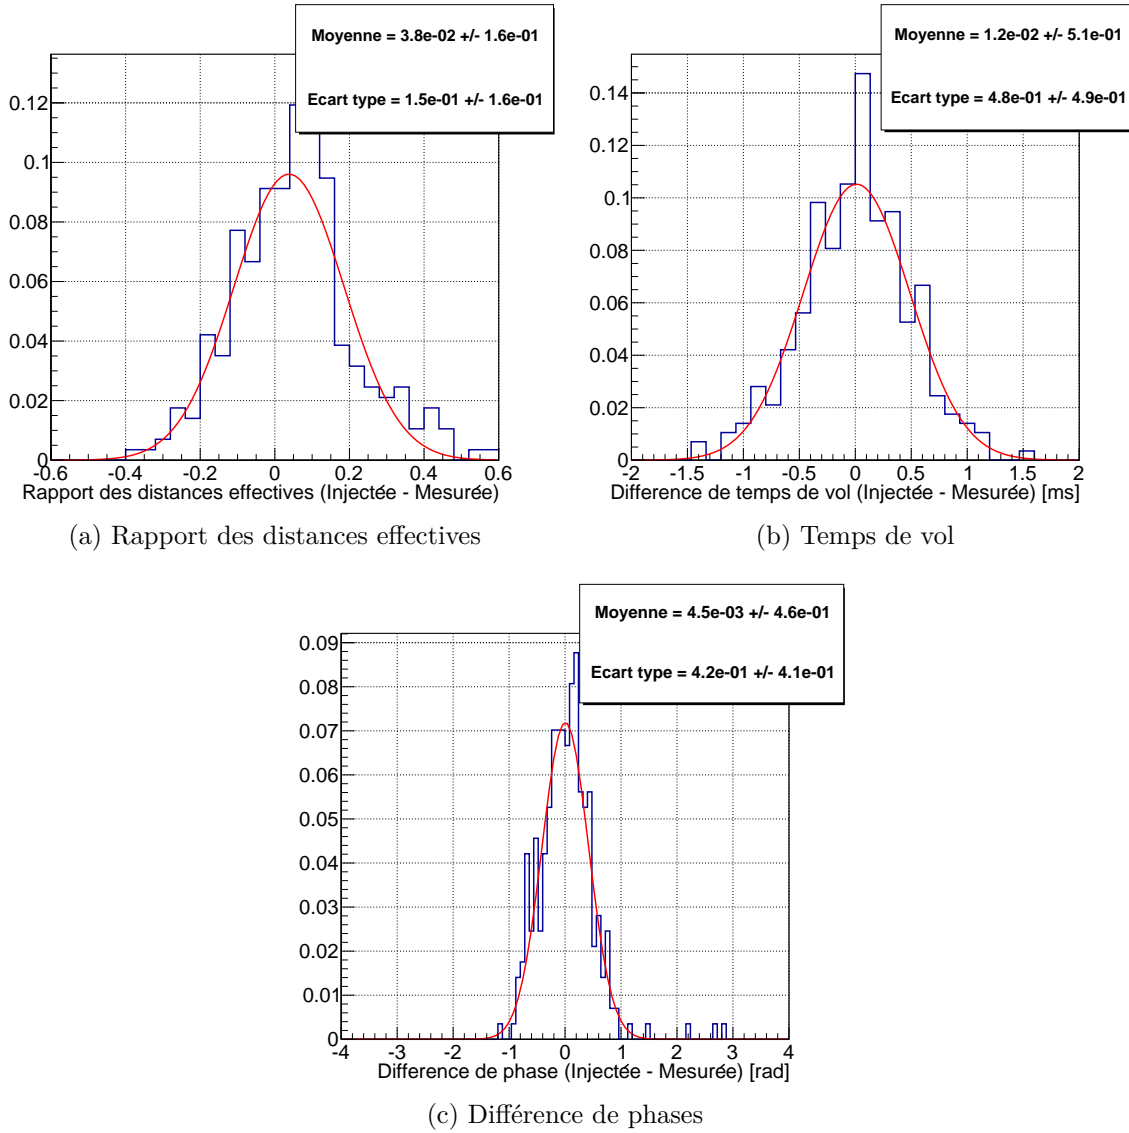 Moyenne = 3.8e-02 +/- 1.6e-01
Ecart type = 1.5e-01 +/- 1.6e-01
0.12
0.1
0.08
0.06
0.04
0.02
0
-0.6 -0.4 -0.2 0 0.2 0.4 0.6
Rapport des distances effectives (Injectée - Mesurée)
(a) Rapport des distances effectives
Moyenne = 1.2e-02 +/- 5.1e-01
Ecart type = 4.8e-01 +/- 4.9e-01
0.14
0.12
0.1
0.08
0.06
0.04
0.02
0
-2 -1.5 -1 -0.5 0 0.5 1 1.5 2
Difference de temps de vol (Injectée - Mesurée) [ms]
(b) Temps de vol
Moyenne = 4.5e-03 +/- 4.6e-01
Ecart type = 4.2e-01 +/- 4.1e-01
0.09
0.08
0.07
0.06
0.05
0.04
0.03
0.02
0.01
0
-4 -3 -2 -1 0 1 2 3 4
Difference de phase (Injectée - Mesurée) [rad]
(c) Différence de phases